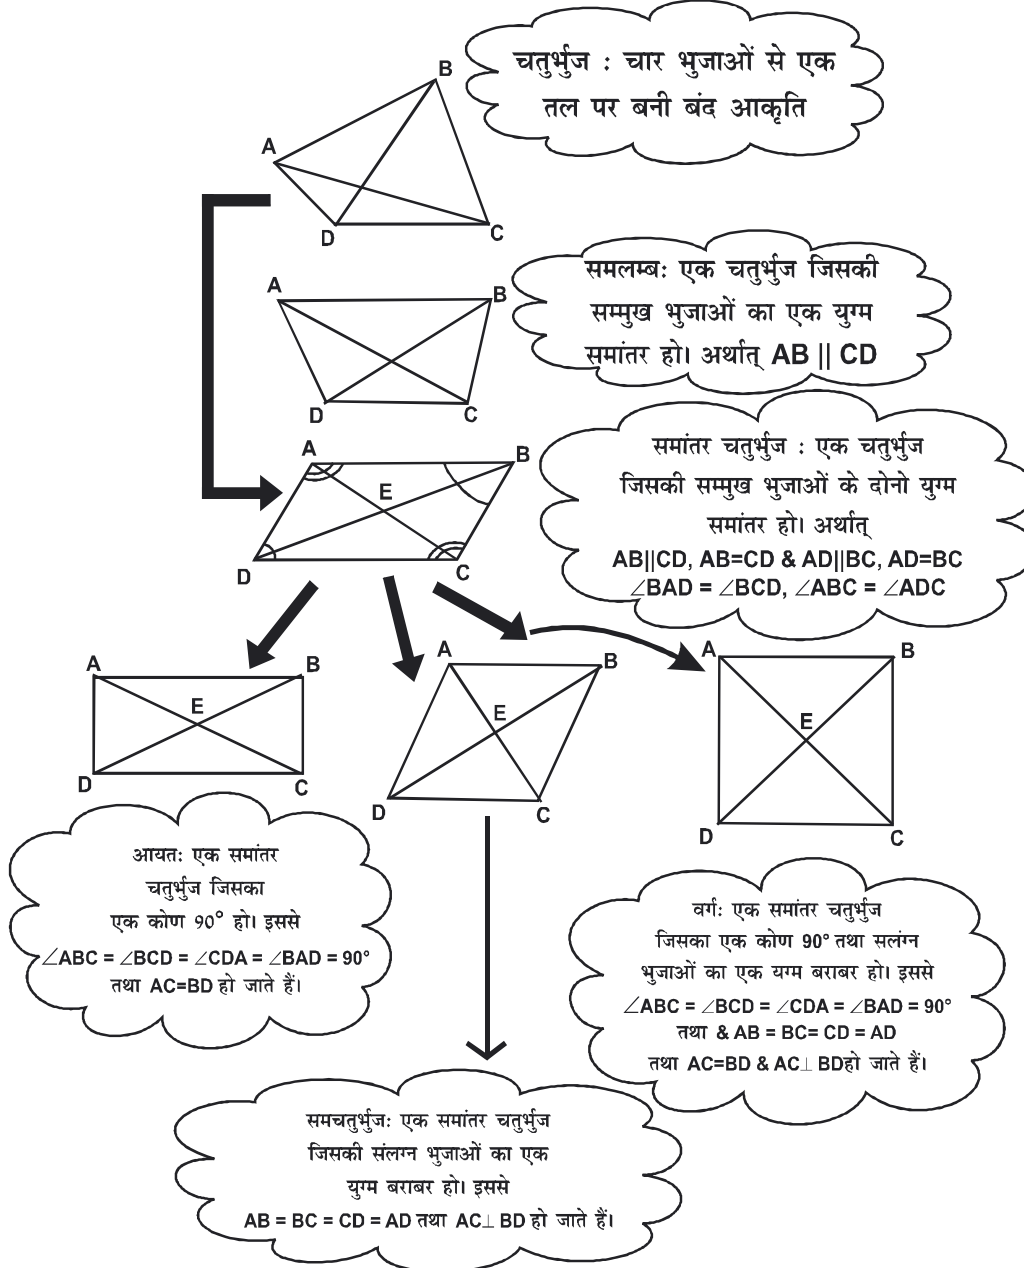 चतुर्भुज : चार भुजाओं से एक
तल पर बनी बंद आकृति
B
A
D
C
समलम्बः एक चतुर्भुज जिसकी
सम्मुख भुजाओं का एक युग्म
समांतर हो। अर्थात् AB || CD
A
B
D
C
समांतर चतुर्भुज : एक चतुर्भुज
जिसकी सम्मुख भुजाओं के दोनो युग्म
समांतर हो। अर्थात्
AB||CD, AB=CD & AD||BC, AD=BC
∠BAD = ∠BCD, ∠ABC = ∠ADC
A
B
E
D
C
A
B
E
D
C
A
B
E
D
C
A
B
E
D
C
आयतः एक समांतर
चतुर्भुज जिसका
एक कोण 90° हो। इससे
∠ABC = ∠BCD = ∠CDA = ∠BAD = 90°
तथा AC=BD हो जाते हैं।
वर्गः एक समांतर चतुर्भुज
जिसका एक कोण 90° तथा सलंग्न
भुजाओं का एक यग्म बराबर हो। इससे
∠ABC = ∠BCD = ∠CDA = ∠BAD = 90°
तथा & AB = BC= CD = AD
तथा AC=BD & AC⊥ BDहो जाते हैं।
समचतुर्भुजः एक समांतर चतुर्भुज
जिसकी संलग्न भुजाओं का एक
युग्म बराबर हो। इससे
AB = BC = CD = AD तथा AC⊥ BD हो जाते हैं।